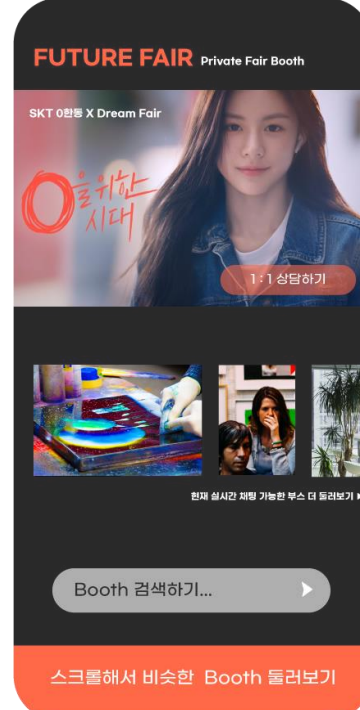 FUTURE FAIR Private Fair Booth
SKT 0한동 X Dream Fair
0을 위한
시대
1 : 1 상담하기
현재 실시간 채팅 가능한 부스 더 둘러보기
Booth 검색하기...
스크롤해서 비슷한 Booth 둘러보기